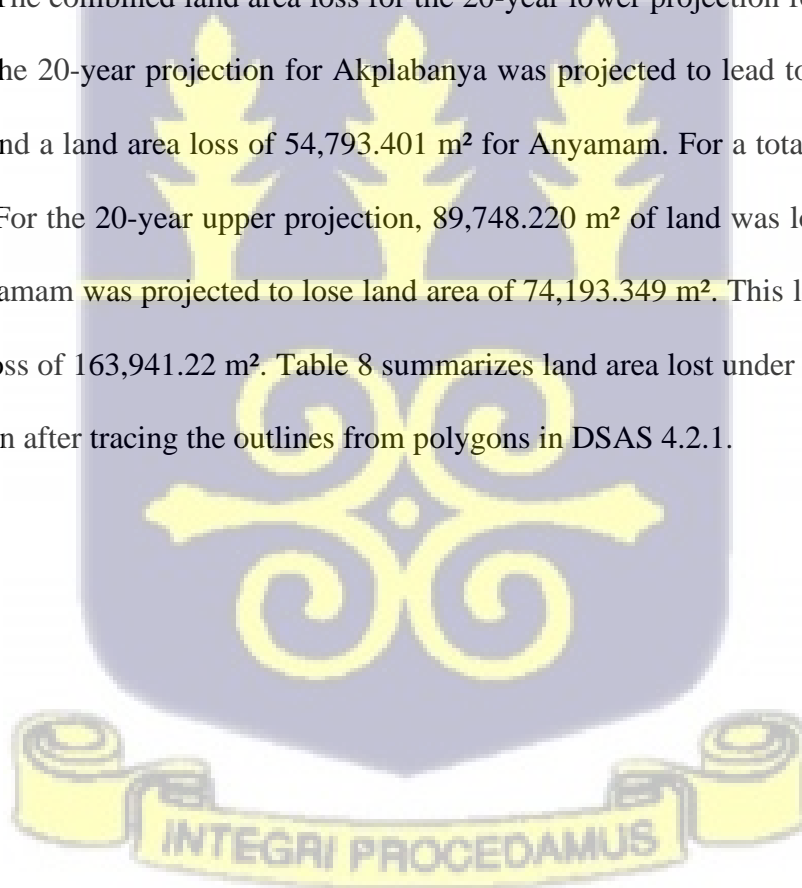 The combined land area loss for the 20-year lower projection fo
he 20-year projection for Akplabanya was projected to lead to
nd a land area loss of 54,793.401 m² for Anyamam. For a tota
For the 20-year upper projection, 89,748.220 m² of land was l
amam was projected to lose land area of 74,193.349 m². This l
oss of 163,941.22 m². Table 8 summarizes land area lost under
n after tracing the outlines from polygons in DSAS 4.2.1.
INTEGRI PROCEDAMUS